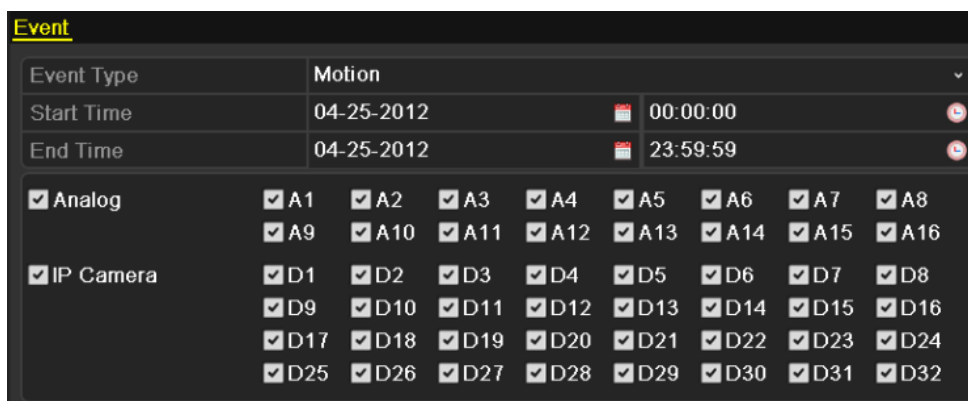 Event
Event Type Motion
Start Time 04-25-2012 00:00:00
End Time 04-25-2012 23:59:59
Analog A1 A2 A3 A4 A5 A6 A7 A8
A9 A10 A11 A12 A13 A14 A15 A16
IP Camera D1 D2 D3 D4 D5 D6 D7 D8
D9 D10 D11 D12 D13 D14 D15 D16
D17 D18 D19 D20 D21 D22 D23 D24
D25 D26 D27 D28 D29 D30 D31 D32